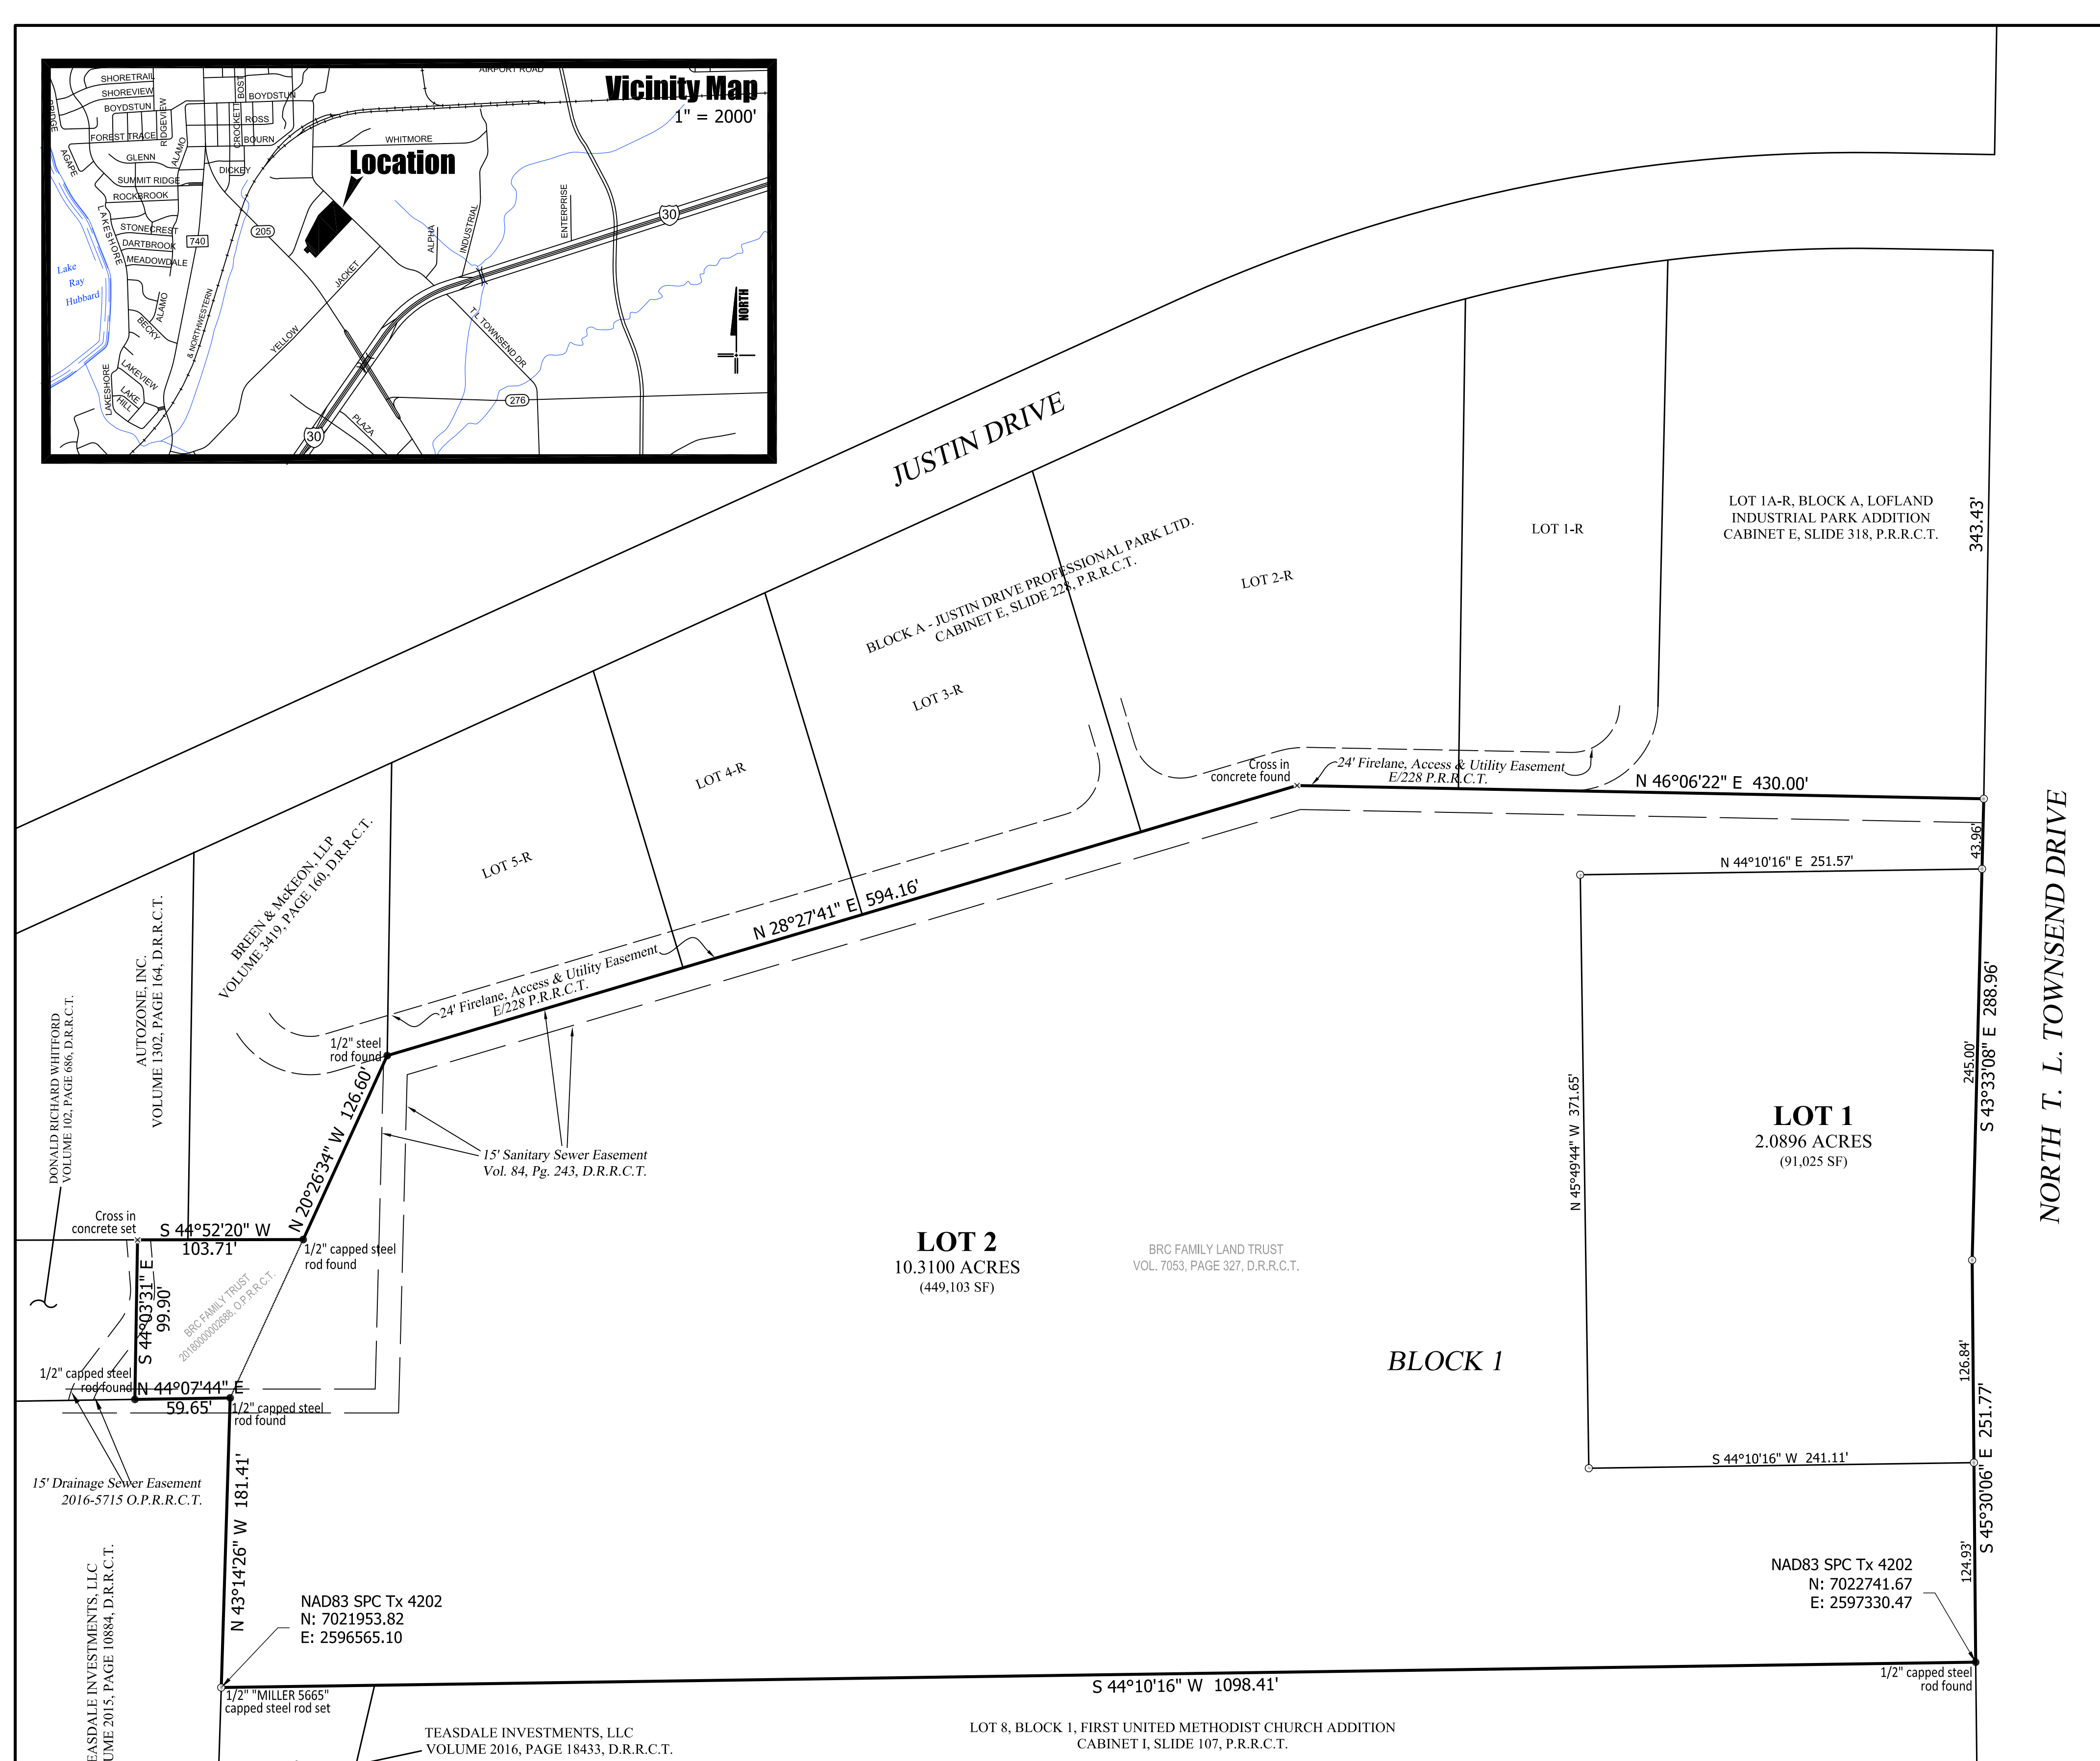 Vicinity Map
1" = 2000'
Location
AIRPORT ROAD
SHORETRAIL
SHOREVIEW
BOYDSTUN
BOST
BOYDSTUN
RIDGEVIEW
CROCKETT
ROSS
FOREST TRACE
BOURN
WHITMORE
AGAPE
GLENN
ALAMO
DICKEY
SUMMIT RIDGE
ROCKBROOK
LAKESHORE
STONECREST
DARTBROOK
MEADOWDALE
740
205
30
ENTERPRISE
INDUSTRIAL
ALPHA
Lake
Ray
Hubbard
ALAMO
BECKY
& NORTHWESTERN
JACKET
YELLOW
T.L. TOWNSEND DR
NORTH
LAKEVIEW
LAKESHORE
LAKE
HILL
276
PLAZA
30
JUSTIN DRIVE
LOT 1A-R, BLOCK A, LOFLAND
INDUSTRIAL PARK ADDITION
CABINET E, SLIDE 318, P.R.R.C.T.
343.43'
LOT 1-R
BLOCK A - JUSTIN DRIVE PROFESSIONAL PARK LTD.
CABINET E, SLIDE 228, P.R.R.C.T.
LOT 2-R
LOT 3-R
LOT 4-R
LOT 5-R
Cross in
concrete found
24' Firelane, Access & Utility Easement
E/228 P.R.R.C.T.
N 46°06'22" E 430.00'
43.96'
NORTH T. L. TOWNSEND DRIVE
BREEN & McKEON, LLP
VOLUME 3419, PAGE 160, D.R.R.C.T.
AUTOZONE, INC.
VOLUME 1302, PAGE 164, D.R.R.C.T.
DONALD RICHARD WHITFORD
VOLUME 102, PAGE 686, D.R.R.C.T.
N 28°27'41" E 594.16'
24' Firelane, Access & Utility Easement
E/228 P.R.R.C.T.
1/2" steel
rod found
N 20°26'34" W 126.60'
15' Sanitary Sewer Easement
Vol. 84, Pg. 243, D.R.R.C.T.
N 44°10'16" E 251.57'
N 45°49'44" W 371.65'
LOT 1
2.0896 ACRES
(91,025 SF)
245.00'
S 43°33'08" E 288.96'
Cross in
concrete set
S 44°52'20" W
103.71'
1/2" capped steel
rod found
S 44°03'31" E
99.90'
BRC FAMILY TRUST
20180000002688, O.P.R.R.C.T.
1/2" capped steel
rod found
N 44°07'44" E
59.65'
1/2" capped steel
rod found
LOT 2
10.3100 ACRES
(449,103 SF)
BRC FAMILY LAND TRUST
VOL. 7053, PAGE 327, D.R.R.C.T.
BLOCK 1
126.84'
S 44°10'16" W 241.11'
S 45°30'06" E 251.77'
124.93'
15' Drainage Sewer Easement
2016-5715 O.P.R.R.C.T.
N 43°14'26" W 181.41'
NAD83 SPC Tx 4202
N: 7021953.82
E: 2596565.10
NAD83 SPC Tx 4202
N: 7022741.67
E: 2597330.47
1/2" "MILLER 5665"
capped steel rod set
S 44°10'16" W 1098.41'
1/2" capped steel
rod found
TEASDALE INVESTMENTS, LLC
VOLUME 2016, PAGE 18433, D.R.R.C.T.
LOT 8, BLOCK 1, FIRST UNITED METHODIST CHURCH ADDITION
CABINET I, SLIDE 107, P.R.R.C.T.
INVESTMENTS, LLC
2015, PAGE 10884, D.R.R.C.T.